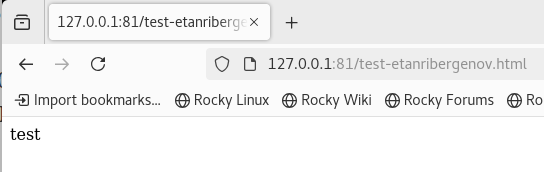 127.0.0.1:81/test-etanriberge
127.0.0.1:81/test-etanribergenov.html
Import bookmarks... Rocky Linux Rocky Wiki Rocky Forums Ro
test